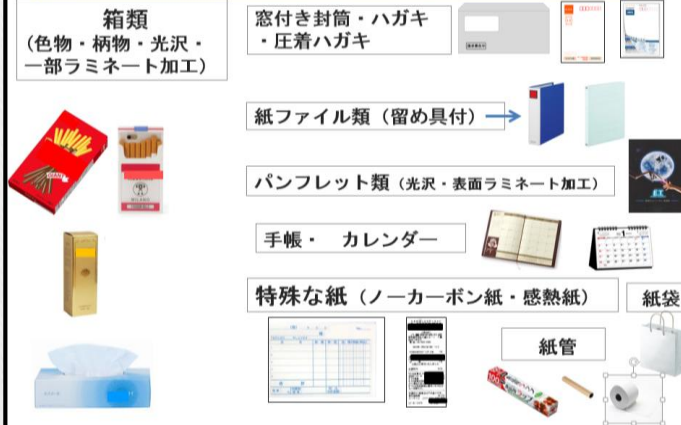 箱類
(色物・柄物・光沢・
一部ラミネート加工)
窓付き封筒・ハガキ
・圧着ハガキ
紙ファイル類(留め具付)
パンフレット類(光沢・表面ラミネート加工)
手帳・ カレンダー
特殊な紙(ノーカーボン紙・感熱紙)
紙袋
紙管